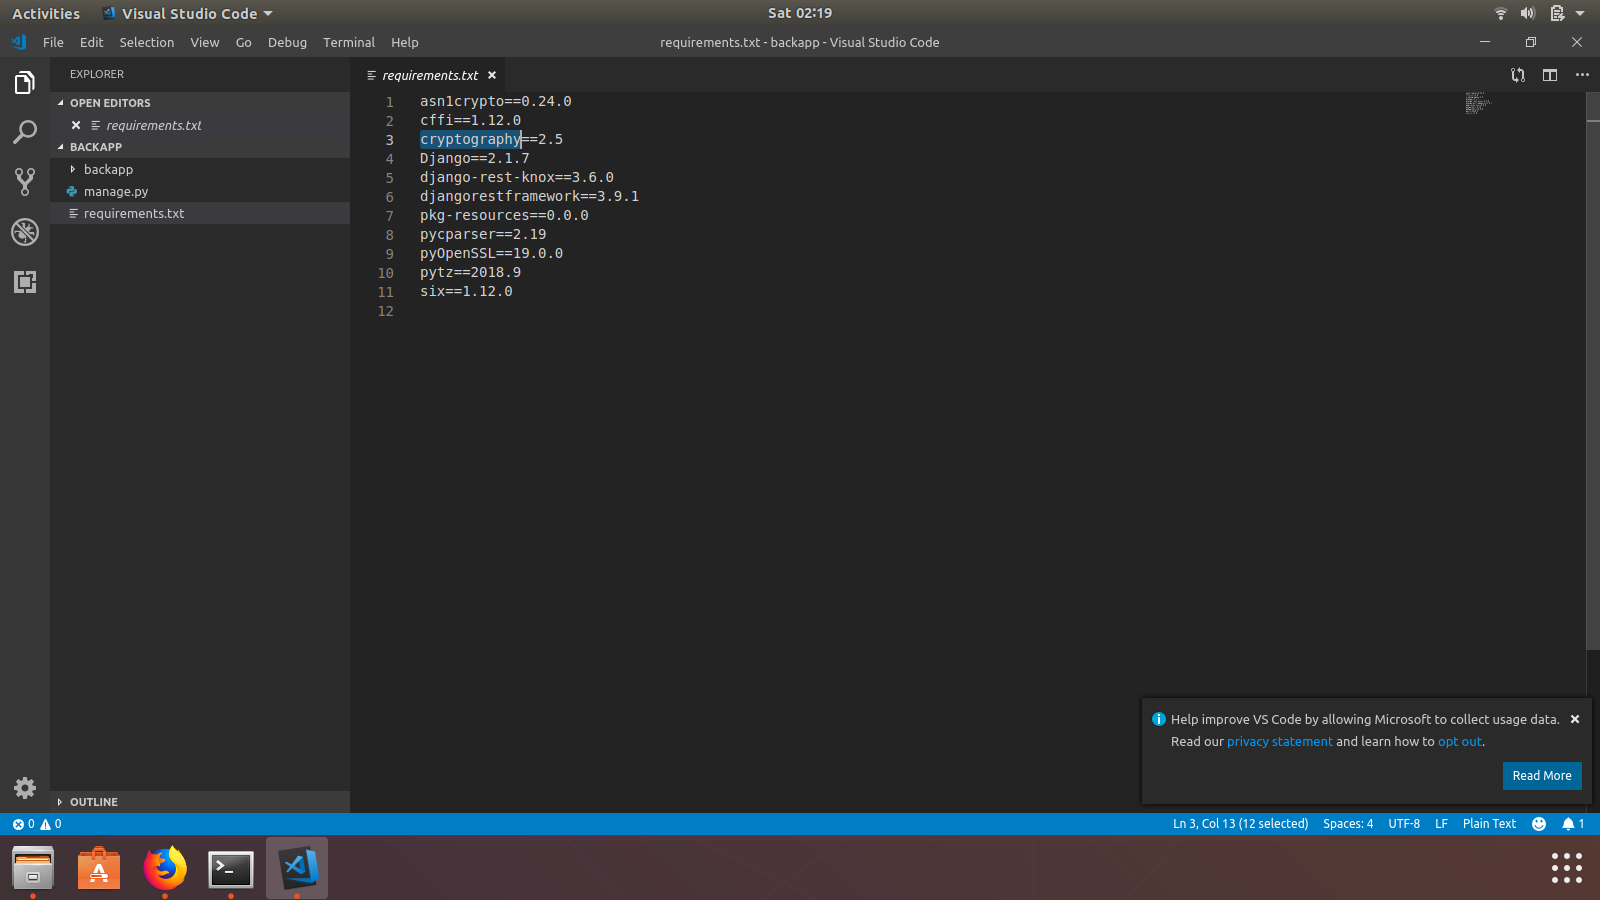 Activities Visual Studio Code Sat 02:19
File Edit Selection View Go Debug Terminal Help requirements.txt - backapp - Visual Studio Code
EXPLORER
OPEN EDITORS
requirements.txt
BACKAPP
backapp
manage.py
requirements.txt
OUTLINE
requirements.txt
1 asn1crypto==0.24.0
2 cffi==1.12.0
3 cryptography==2.5
4 Django==2.1.7
5 django-rest-knox==3.6.0
6 djangorestframework==3.9.1
7 pkg-resources==0.0.0
8 pycparser==2.19
9 pyOpenSSL==19.0.0
10 pytz==2018.9
11 six==1.12.0
12
Help improve VS Code by allowing Microsoft to collect usage data.
Read our privacy statement and learn how to opt out.
Read More
0 0 Ln 3, Col 13 (12 selected) Spaces: 4 UTF-8 LF Plain Text 1